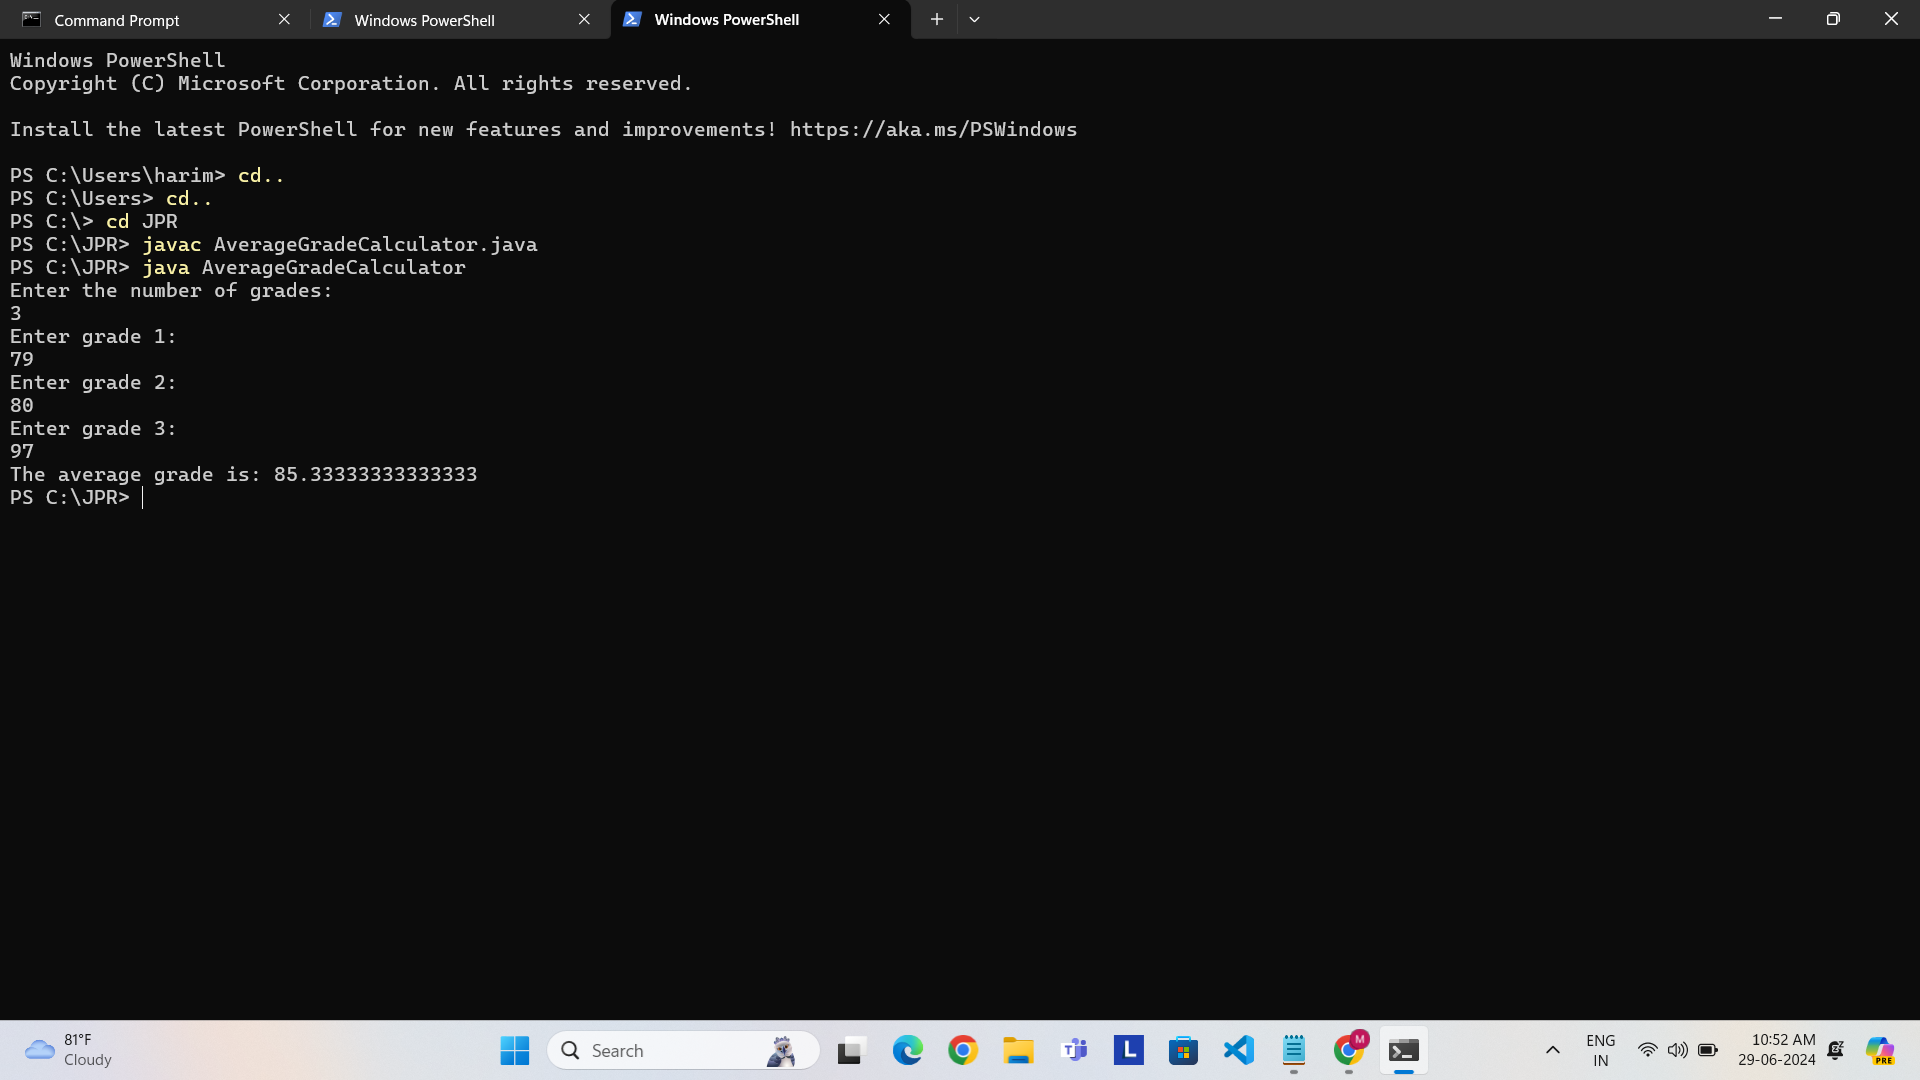 Command Prompt
Windows PowerShell
Windows PowerShell
Windows PowerShell
Copyright (C) Microsoft Corporation. All rights reserved.
Install the latest PowerShell for new features and improvements! https://aka.ms/PSWindows
PS C:\Users\harim> cd..
PS C:\Users> cd..
PS C:\> cd JPR
PS C:\JPR> javac AverageGradeCalculator.java
PS C:\JPR> java AverageGradeCalculator
Enter the number of grades:
3
Enter grade 1:
79
Enter grade 2:
80
Enter grade 3:
97
The average grade is: 85.33333333333333
PS C:\JPR>
81°F
Cloudy
Search
T
L
M
ENG
IN
10:52 AM
29-06-2024
PRE